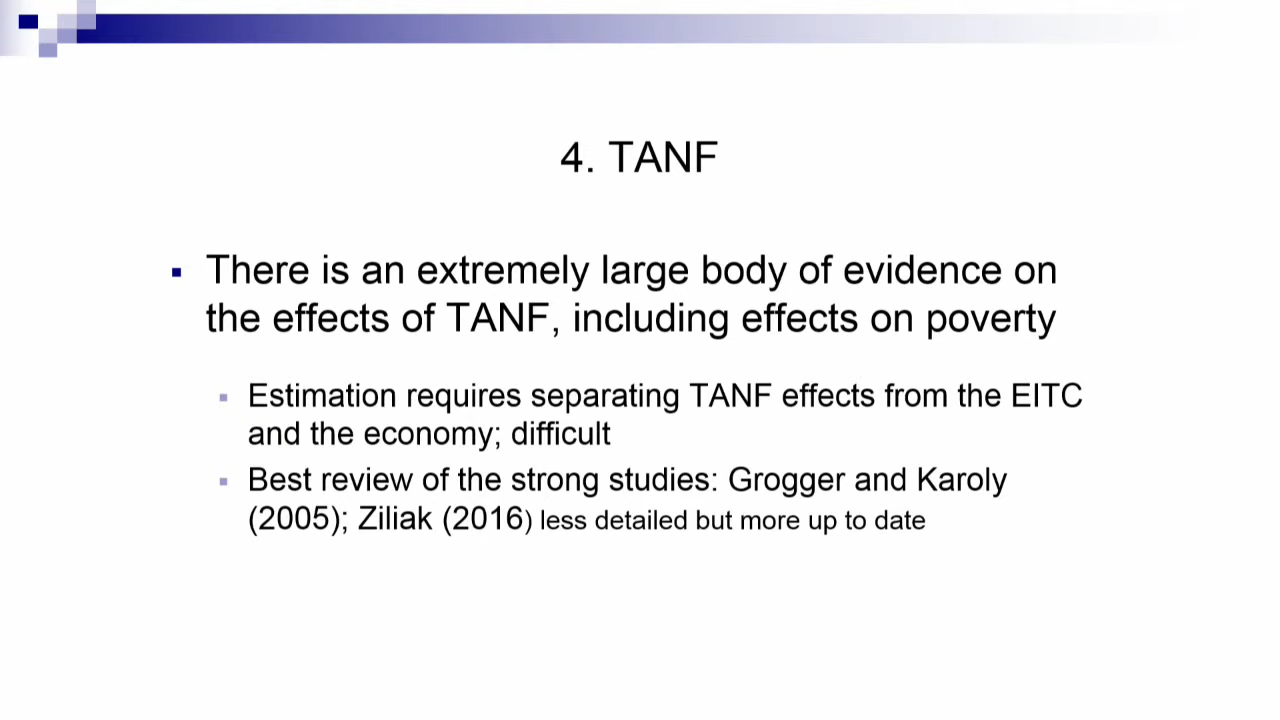 4. TANF
There is an extremely large body of evidence on
the effects of TANF, including effects on poverty
Estimation requires separating TANF effects from the EITC
and the economy; difficult
Best review of the strong studies: Grogger and Karoly
(2005); Ziliak (2016) less detailed but more up to date